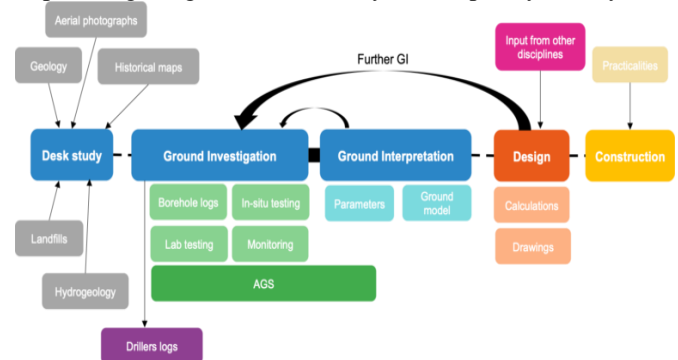 Aerial photographs
Geology
Historical maps
Further GI
Input from other
disciplines
Practicalities
Desk study
Ground Investigation
Ground Interpretation
Design
Construction
Borehole logs
In-situ testing
Parameters
Ground
model
Calculations
Landfills
Lab testing
Monitoring
Drawings
AGS
Hydrogeology
Drillers logs